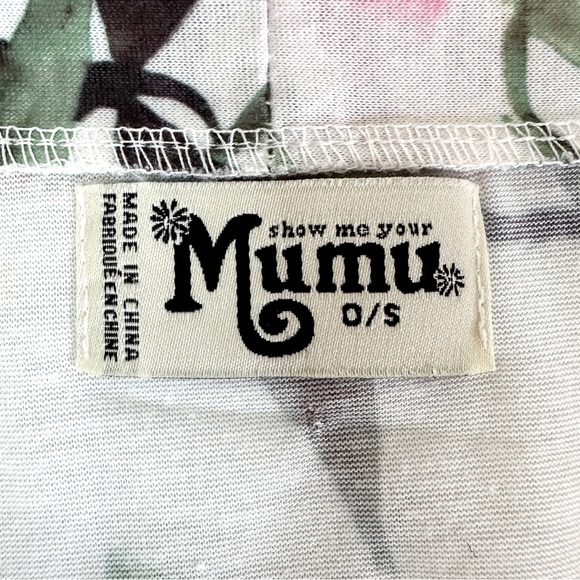 show me your
Mumu
O/S
MADE IN CHINA
FABRIQUÉ EN CHINE